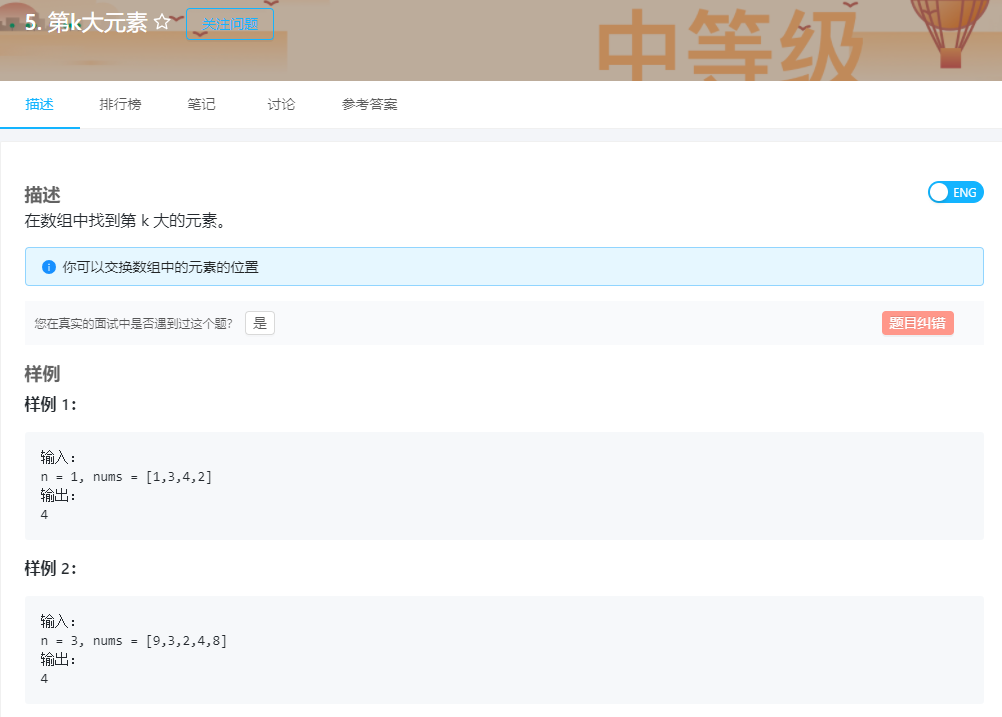 5. 第k大元素 关注问题
中等级
描述 排行榜 笔记 讨论 参考答案
描述
ENG
在数组中找到第 k 大的元素。
你可以交换数组中的元素的位置
您在真实的面试中是否遇到过这个题? 是 题目纠错
样例
样例 1:
输入:
n = 1, nums = [1,3,4,2]
输出:
4
样例 2:
输入:
n = 3, nums = [9,3,2,4,8]
输出:
4